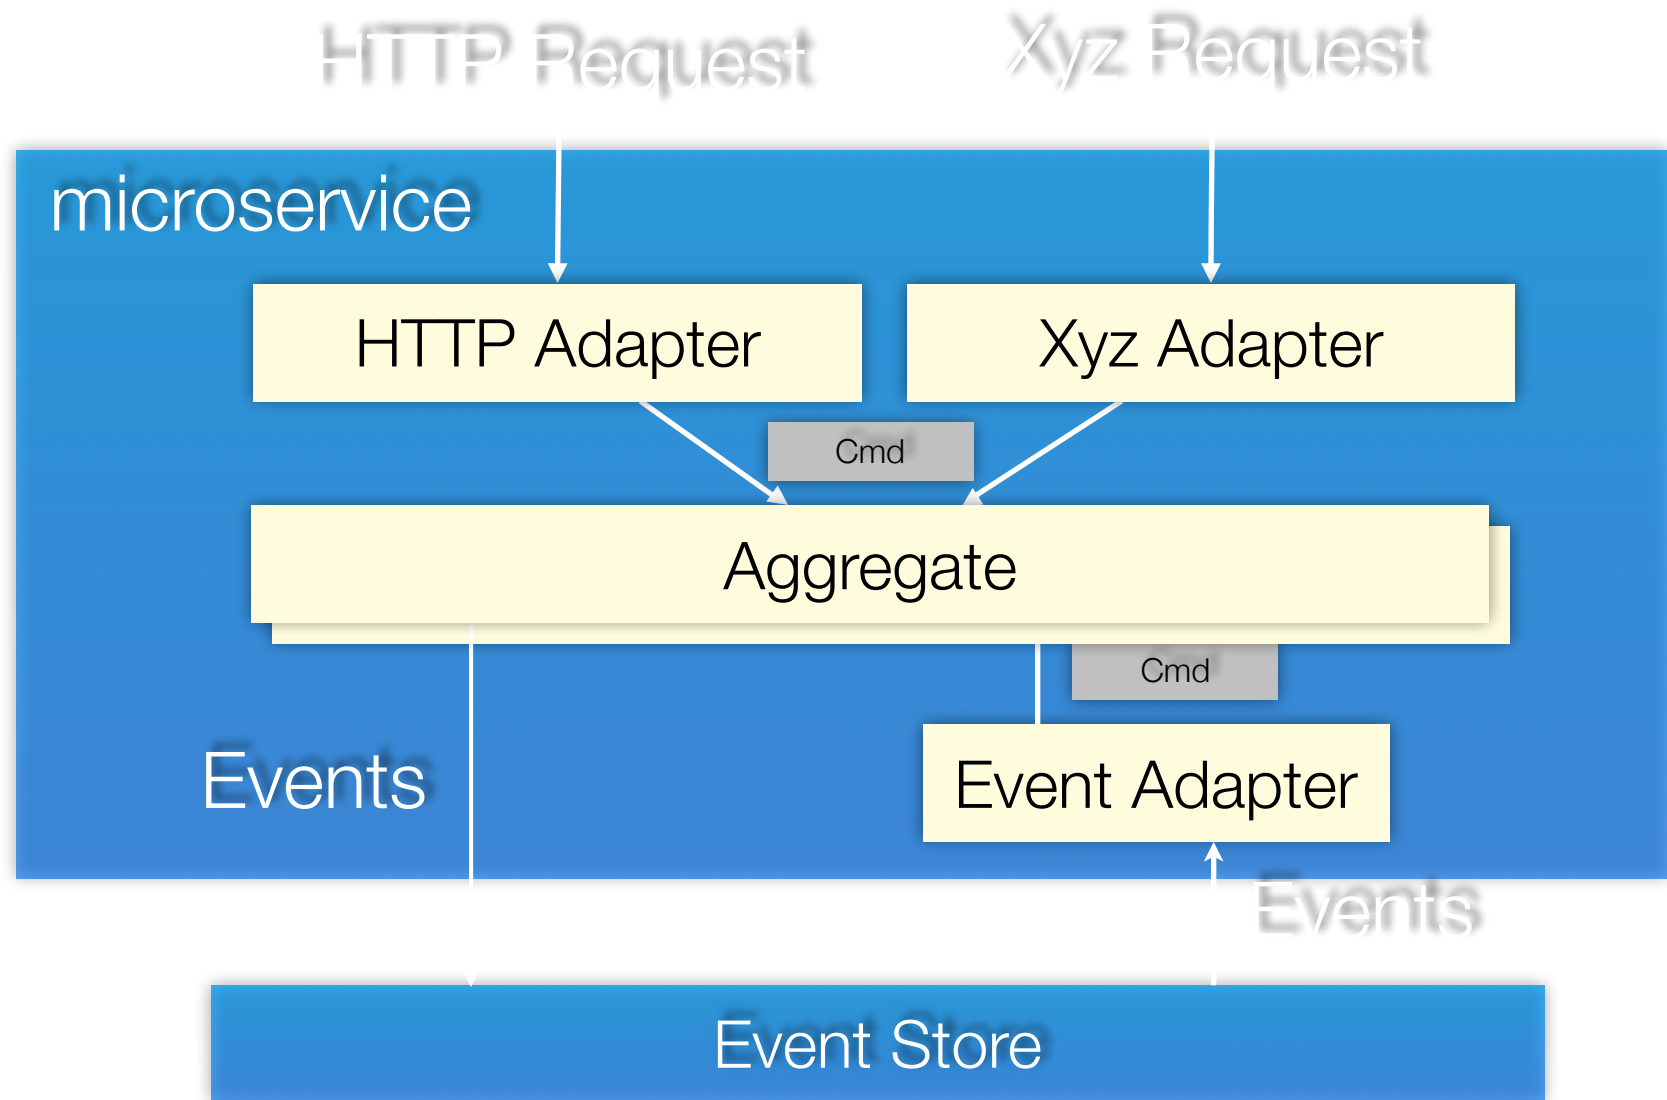 HTTP Request
Xyz Request
microservice
HTTP Adapter
Xyz Adapter
Cmd
Aggregate
Cmd
Events
Event Adapter
Events
Event Store